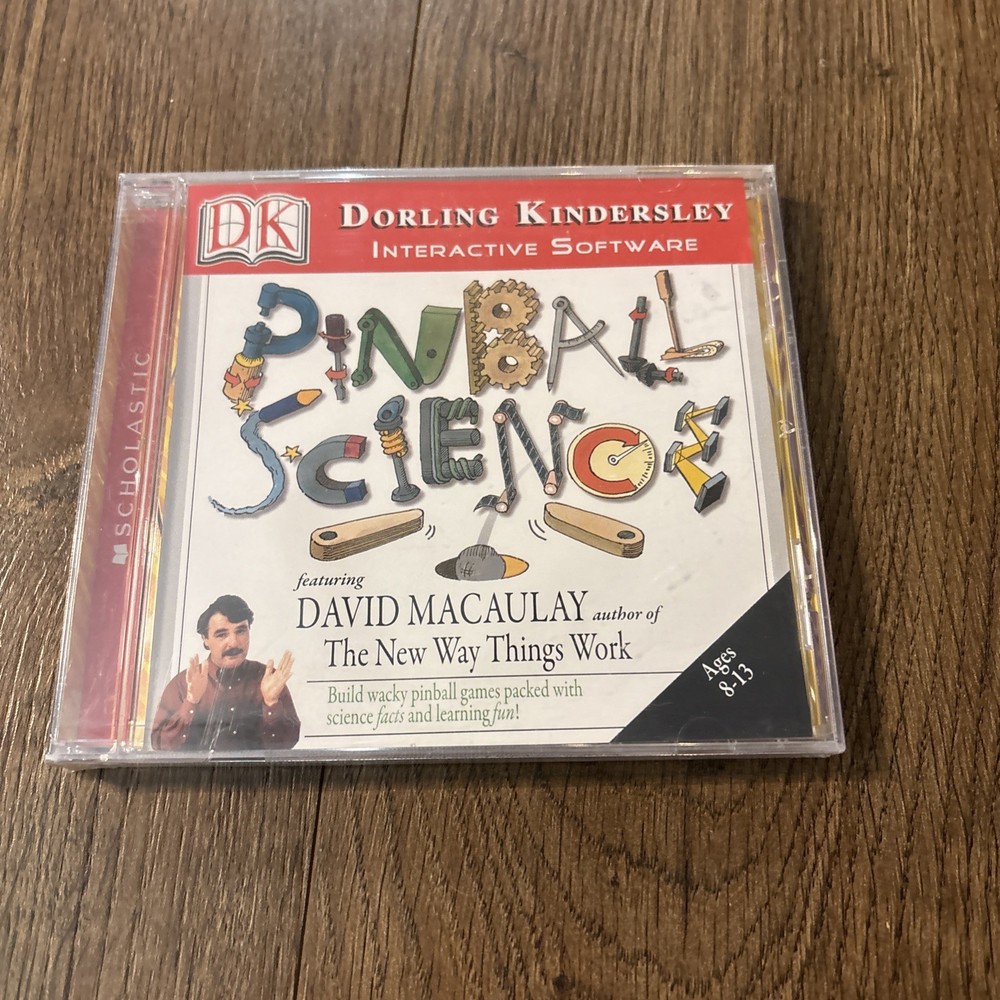 DK
DORLING KINDERSLEY
INTERACTIVE SOFTWARE
PINBALL
SCIENCE
featuring
DAVID MACAULAY author of
The New Way Things Work
Build wacky pinball games packed with
science facts and learning fun!
Ages
8-13
SCHOLASTIC